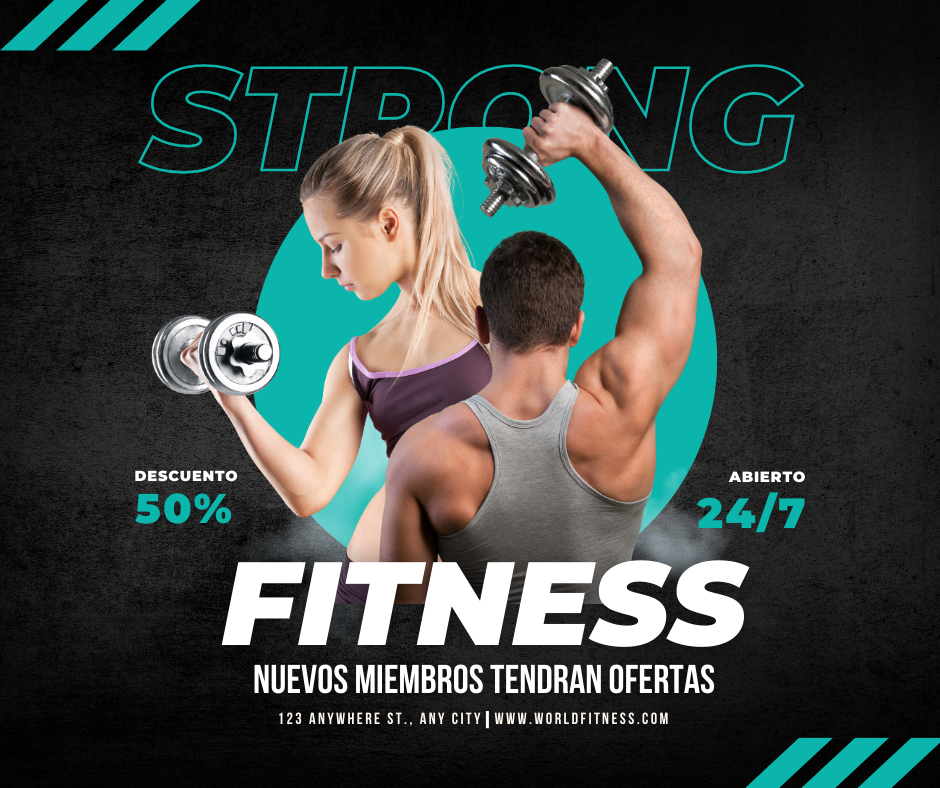 STRONG
DESCUENTO
50%
ABIERTO
24/7
FITNESS
NUEVOS MIEMBROS TENDRAN OFERTAS
123 ANYWHERE ST., ANY CITY | WWW.WORLDFITNESS.COM